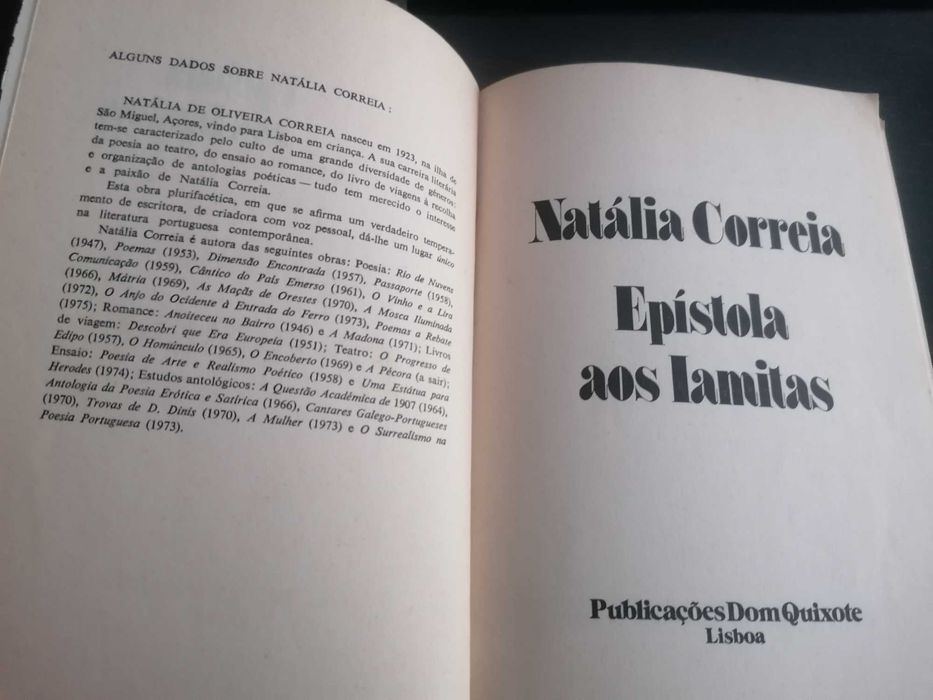 ALGUNS DADOS SOBRE NATÁLIA CORREIA:
NATÁLIA DE OLIVEIRA CORREIA nasceu em 1923, na ilha de
São Miguel, Açores, vindo para Lisboa em criança. A sua carreira literária
tem-se caracterizado pelo culto de uma grande diversidade de géneros:
da poesia ao teatro, do ensaio ao romance, do livro de viagens à recolha
e organização de antologias poéticas — tudo tem merecido o interesse
e a paixão de Natália Correia.
Esta obra plurifacética, em que se afirma um verdadeiro tempera-
mento de escritora, de criadora com voz pessoal, dá-lhe um lugar único
na literatura portuguesa contemporânea.
Natália Correia é autora das seguintes obras: Poesia: Rio de Nuvens
(1947), Poemas (1953), Dimensão Encontrada (1957), Passaporte (1958),
Comunicação (1959), Cântico do País Emerso (1961), O Vinho e a Lira
(1966), Mátria (1969), As Maçãs de Orestes (1970), A Mosca Iluminada
(1972), O Anjo do Ocidente à Entrada do Ferro (1973), Poemas a Rebate
(1975); Romance: Anoiteceu no Bairro (1946) e A Madona (1971); Livros
de viagem: Descobri que Era Europeia (1951); Teatro: O Progresso de
Edipo (1957), O Homúnculo (1965), O Encoberto (1969) e A Pécora (a sair);
Ensaio: Poesia de Arte e Realismo Poético (1958) e Uma Estátua para
Herodes (1974); Estudos antológicos: A Questão Académica de 1907 (1964),
Antologia da Poesia Erótica e Satírica (1966), Cantares Galego-Portugueses
(1970), Trovas de D. Dinis (1970), A Mulher (1973) e O Surrealismo na
Poesia Portuguesa (1973).
Natália Correia
Epístola
aos Iamitas
Publicações Dom Quixote
Lisboa